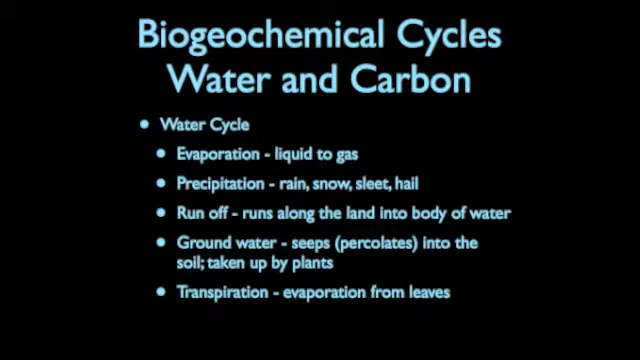 Biogeochemical Cycles
Water and Carbon
• Water Cycle
• Evaporation - liquid to gas
• Precipitation - rain, snow, sleet, hail
• Run off - runs along the land into body of water
• Ground water - seeps (percolates) into the
soil; taken up by plants
• Transpiration - evaporation from leaves